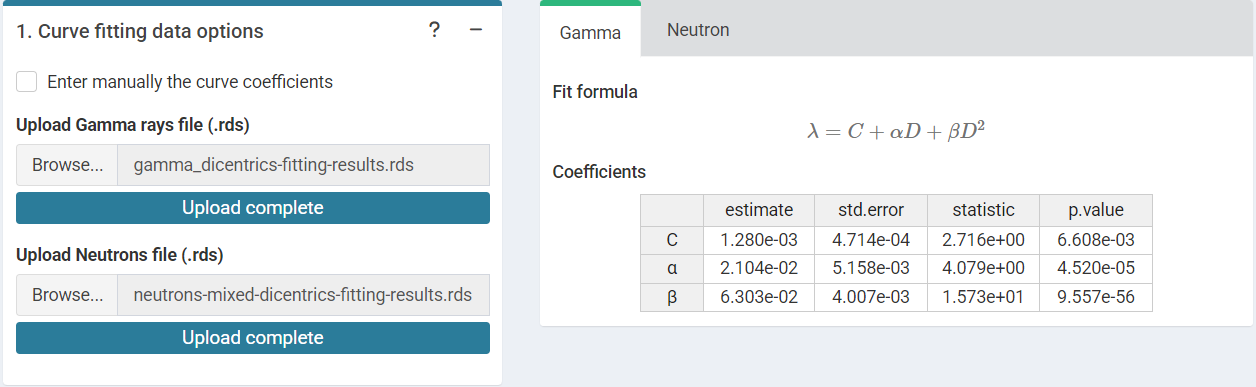 1. Curve fitting data options ? −
Enter manually the curve coefficients
Upload Gamma rays file (.rds)
Browse... gamma_dicentrics-fitting-results.rds
Upload complete
Upload Neutrons file (.rds)
Browse... neutrons-mixed-dicentrics-fitting-results.rds
Upload complete
Gamma Neutron
Fit formula
λ = C + αD + βD²
Coefficients
estimate std.error statistic p.value
C 1.280e-03 4.714e-04 2.716e+00 6.608e-03
α 2.104e-02 5.158e-03 4.079e+00 4.520e-05
β 6.303e-02 4.007e-03 1.573e+01 9.557e-56